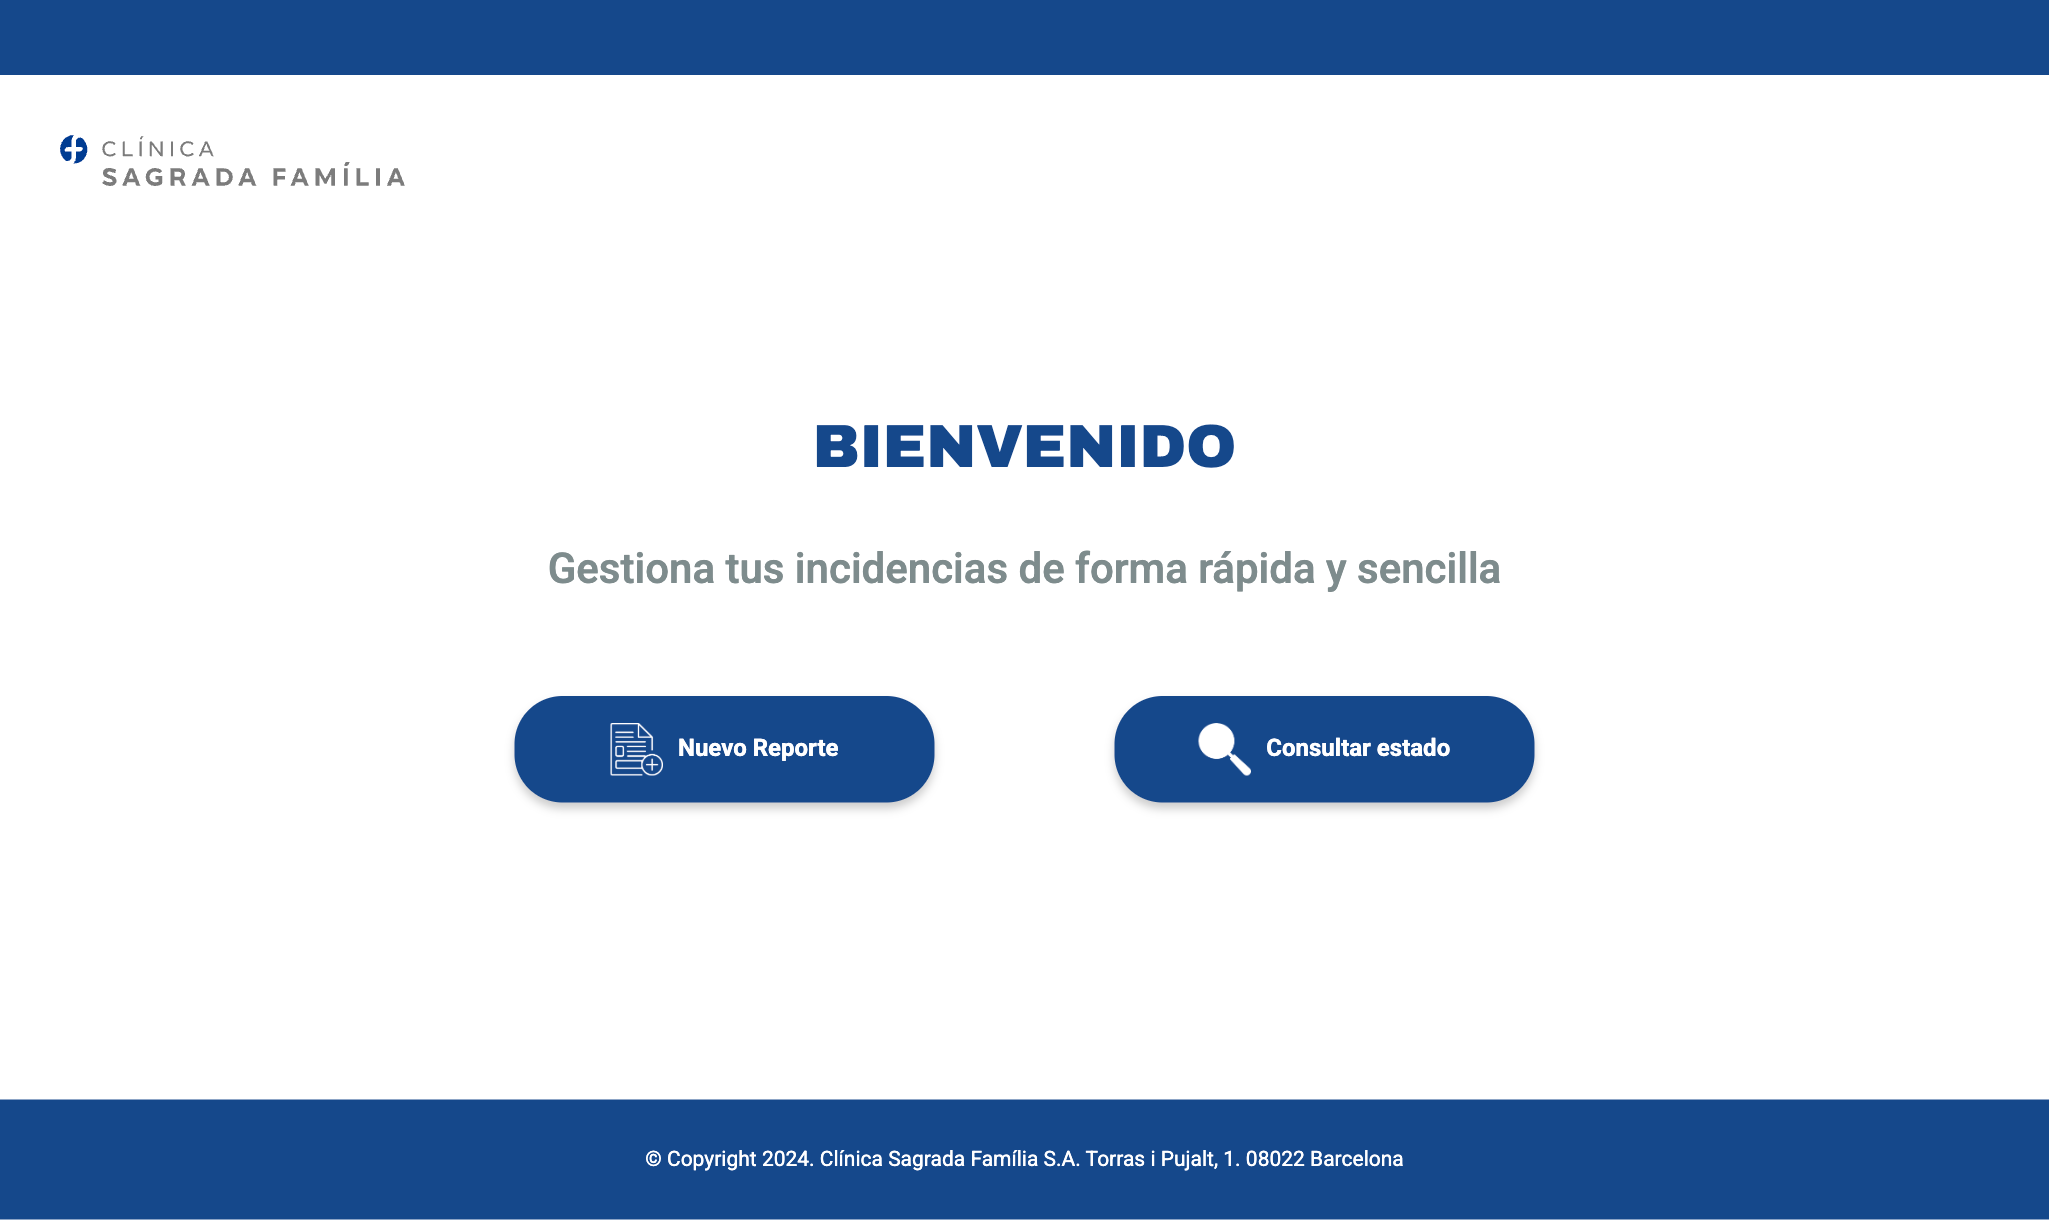 CLÍNICA
SAGRADA FAMÍLIA
BIENVENIDO
Gestiona tus incidencias de forma rápida y sencilla
Nuevo Reporte
Consultar estado
© Copyright 2024. Clínica Sagrada Família S.A. Torras i Pujalt, 1. 08022 Barcelona